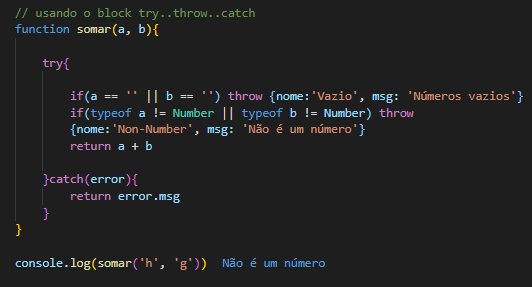 // usando o block try..throw..catch
function somar(a, b){
try{
if(a == '' || b == '') throw {nome:'Vazio', msg: 'Números vazios'}
if(typeof a != Number || typeof b != Number) throw
{nome:'Non-Number', msg: 'Não é um número'}
return a + b
}catch(error){
return error.msg
}
}
console.log(somar('h', 'g')) Não é um número